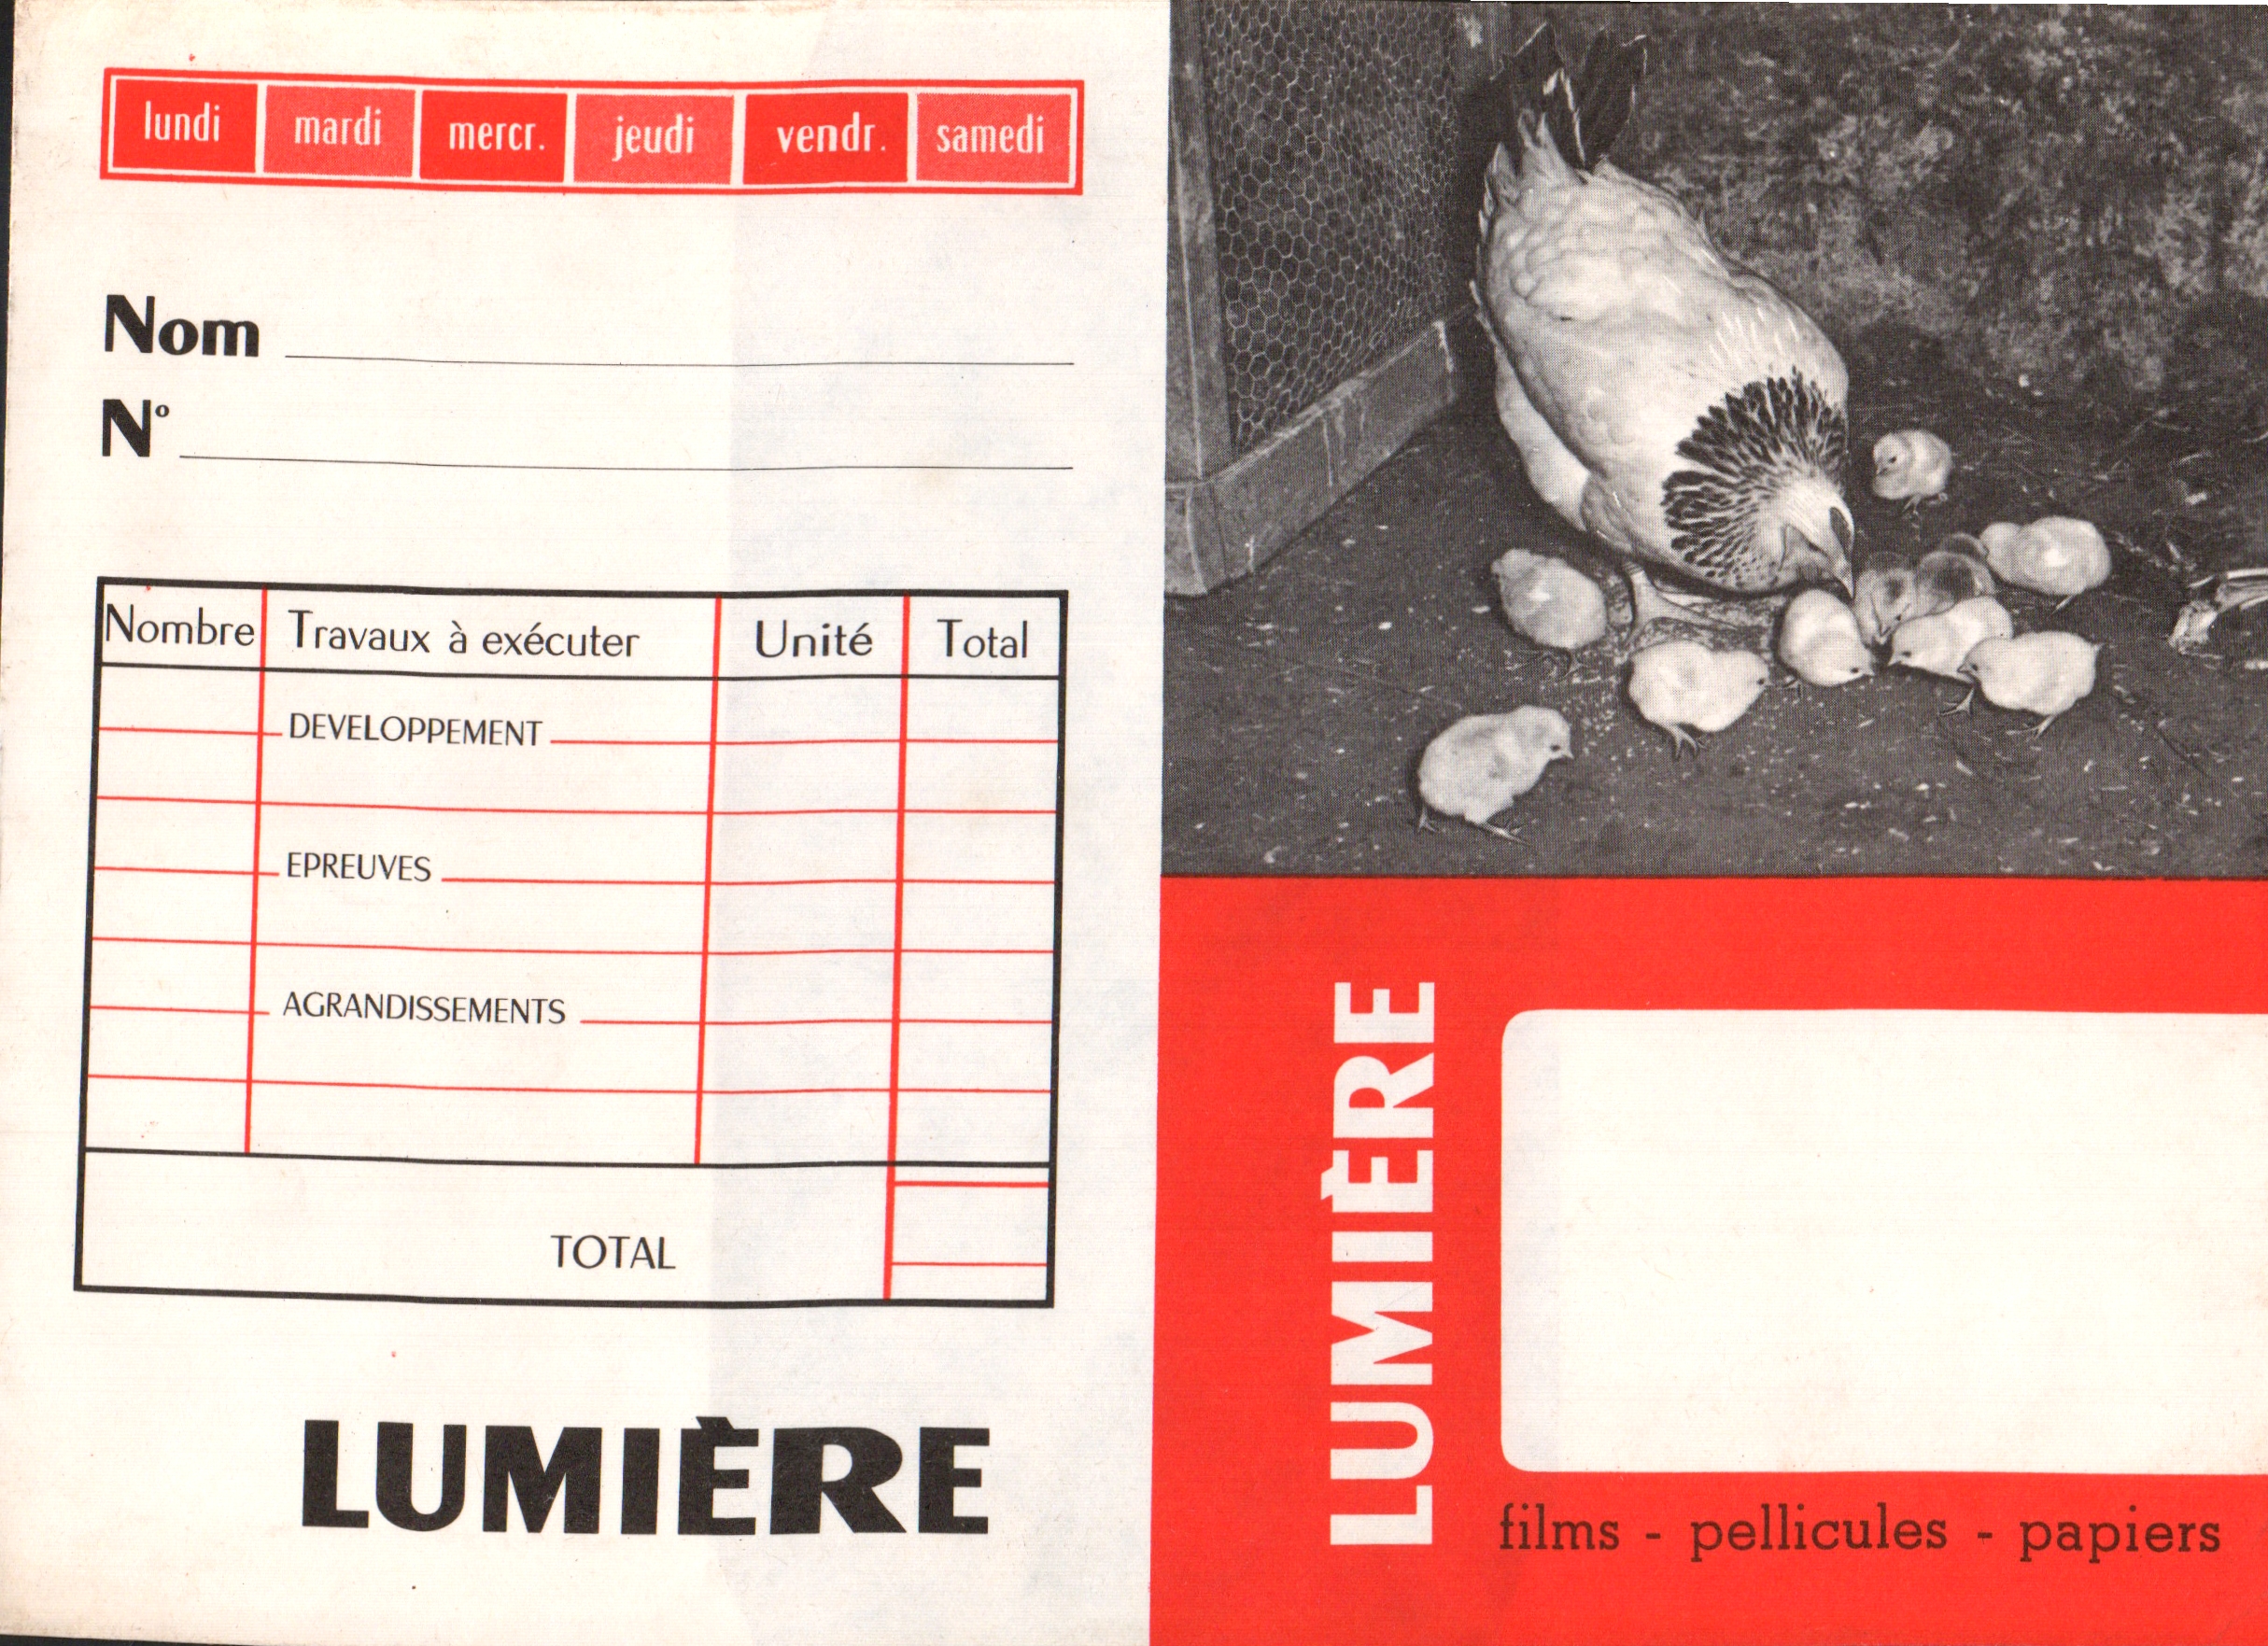 lundi mardi mercr. jeudi vendr. samedi
Nom
Nº
Nombre Travaux à exécuter Unité Total
DEVELOPPEMENT
EPREUVES
AGRANDISSEMENTS
TOTAL
LUMIÈRE
LUMIÈRE
films - pellicules - papiers